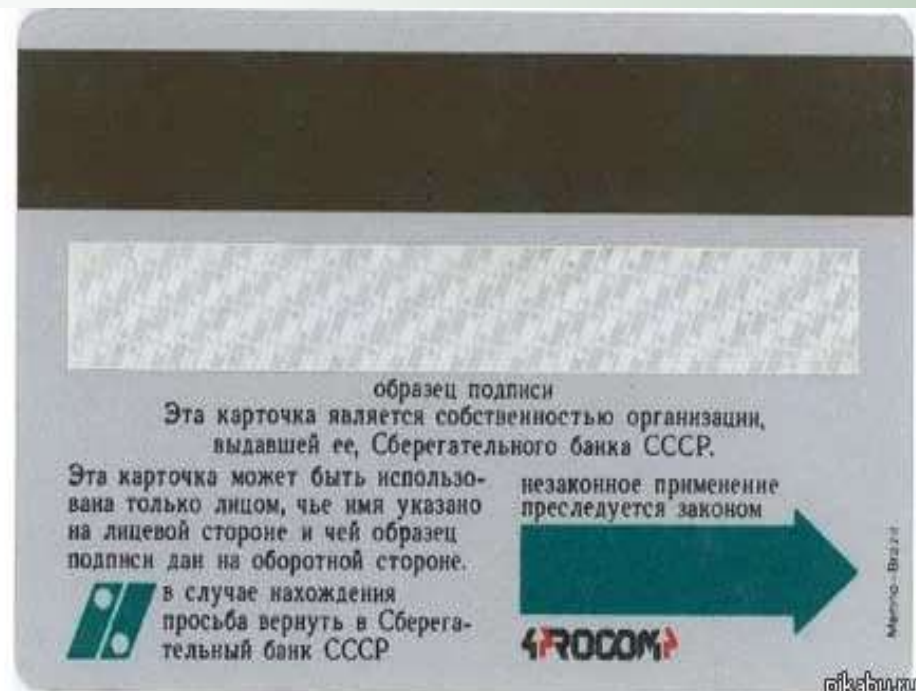 образец подписи
Эта карточка является собственностью организации,
выдавшей ее, Сберегательного банка СССР.
Эта карточка может быть использо-
вана только лицом, чье имя указано
на лицевой стороне и чей образец
подписи дан на оборотной стороне.
в случае нахождения
просьба вернуть в Сберега-
тельный банк СССР
незаконное применение
преследуется законом
pikabu.ru